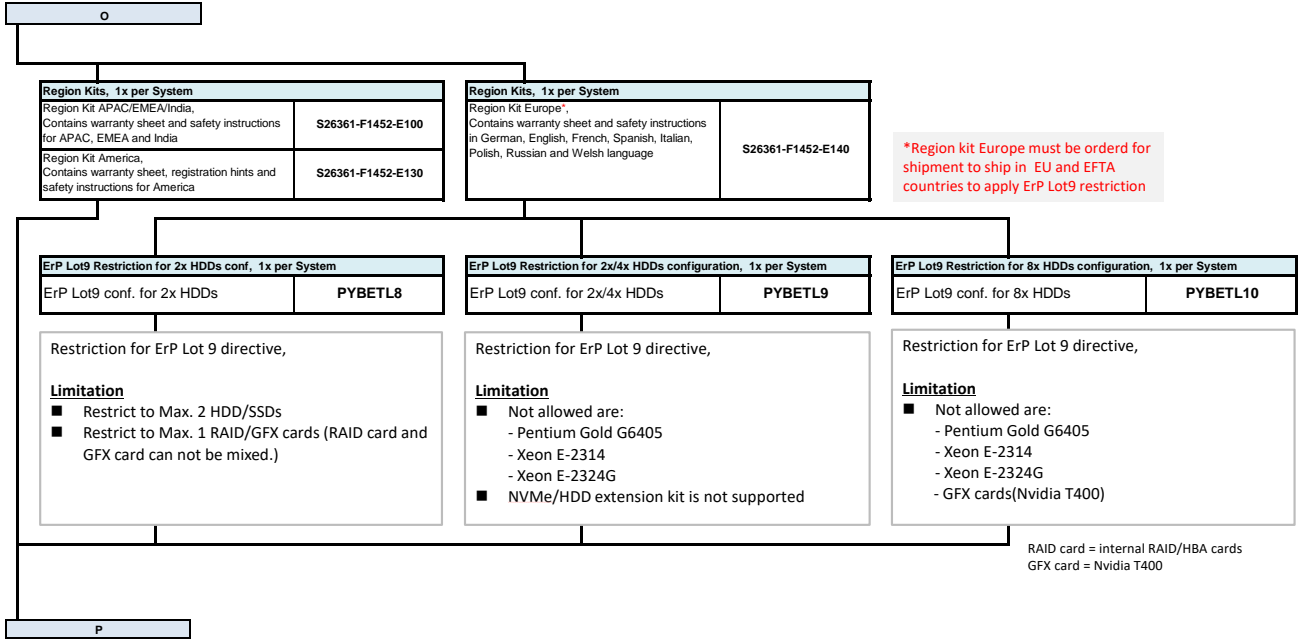 O
Region Kits, 1x per System
Region Kit APAC/EMEA/India,
Contains warranty sheet and safety instructions
for APAC, EMEA and India
S26361-F1452-E100
Region Kit America,
Contains warranty sheet, registration hints and
safety instructions for America
S26361-F1452-E130
Region Kits, 1x per System
Region Kit Europe*,
Contains warranty sheet and safety instructions
in German, English, French, Spanish, Italian,
Polish, Russian and Welsh language
S26361-F1452-E140
*Region kit Europe must be orderd for
shipment to ship in EU and EFTA
countries to apply ErP Lot9 restriction
ErP Lot9 Restriction for 2x HDDs conf, 1x per System
ErP Lot9 conf. for 2x HDDs
PYBETL8
ErP Lot9 Restriction for 2x/4x HDDs configuration, 1x per System
ErP Lot9 conf. for 2x/4x HDDs
PYBETL9
ErP Lot9 Restriction for 8x HDDs configuration, 1x per System
ErP Lot9 conf. for 8x HDDs
PYBETL10
Restriction for ErP Lot 9 directive,
Limitation
■ Restrict to Max. 2 HDD/SSDs
■ Restrict to Max. 1 RAID/GFX cards (RAID card and
GFX card can not be mixed.)
Restriction for ErP Lot 9 directive,
Limitation
■ Not allowed are:
- Pentium Gold G6405
- Xeon E-2314
- Xeon E-2324G
■ NVMe/HDD extension kit is not supported
Restriction for ErP Lot 9 directive,
Limitation
■ Not allowed are:
- Pentium Gold G6405
- Xeon E-2314
- Xeon E-2324G
- GFX cards(Nvidia T400)
RAID card = internal RAID/HBA cards
GFX card = Nvidia T400
P